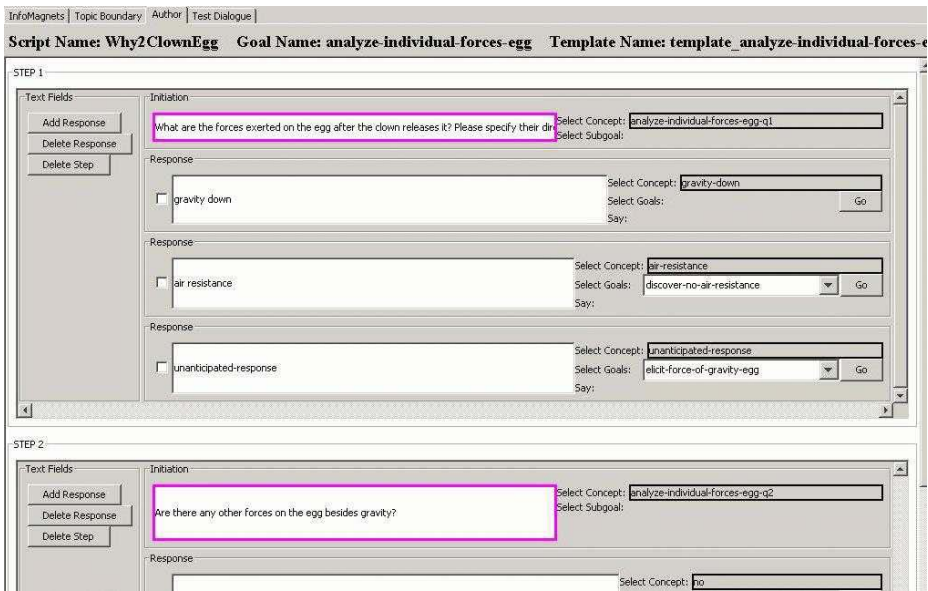 InfoMagnets Topic Boundary Author Test Dialogue
Script Name: Why2ClownEgg Goal Name: analyze-individual-forces-egg Template Name: template_analyze-individual-forces-e
STEP 1
Text Fields
Add Response
Delete Response
Delete Step
Initiation
What are the forces exerted on the egg after the clown releases it? Please specify their dire
Select Concept: analyze-individual-forces-egg-q1
Select Subgoal:
Response
gravity down
Select Concept: gravity-down
Select Goals: Go
Say:
Response
air resistance
Select Concept: air-resistance
Select Goals: discover-no-air-resistance Go
Say:
Response
unanticipated-response
Select Concept: unanticipated-response
Select Goals: elicit-force-of-gravity-egg Go
Say:
STEP 2
Text Fields
Add Response
Delete Response
Delete Step
Initiation
Are there any other forces on the egg besides gravity?
Select Concept: analyze-individual-forces-egg-q2
Select Subgoal:
Response
Select Concept: no